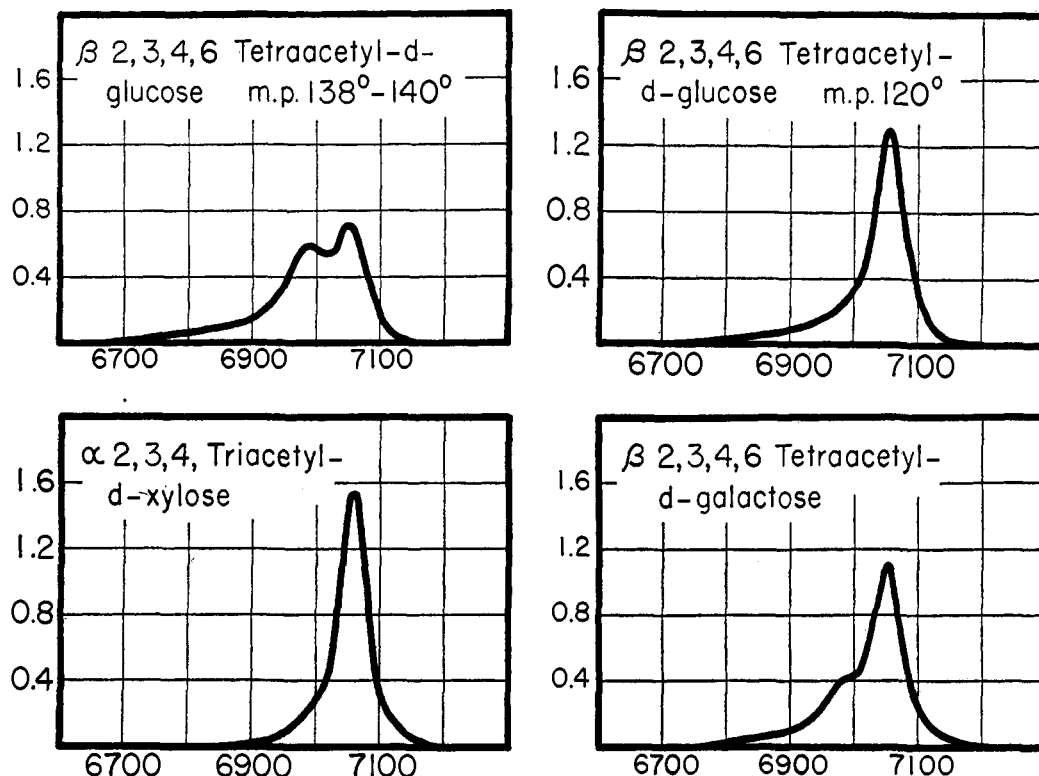 β 2,3,4,6 Tetraacetyl-d-
glucose m.p. 138°-140°
1.6
1.2
0.8
0.4
6700 6900 7100
β 2,3,4,6 Tetraacetyl-
d-glucose m.p. 120°
1.6
1.2
0.8
0.4
6700 6900 7100
α 2,3,4, Triacetyl-
d-xylose
1.6
1.2
0.8
0.4
6700 6900 7100
β 2,3,4,6 Tetraacetyl-
d-galactose
1.6
1.2
0.8
0.4
6700 6900 7100